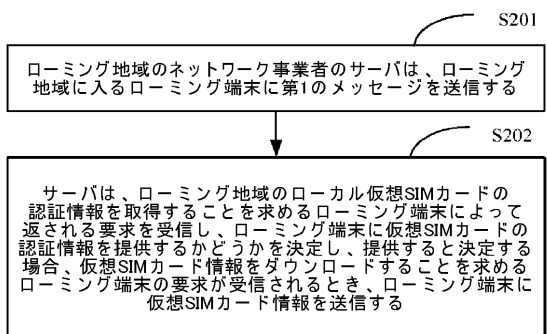 S201
ローミング地域のネットワーク事業者のサーバは、ローミング
地域に入るローミング端末に第1のメッセージを送信する
S202
サーバは、ローミング地域のローカル仮想SIMカードの
認証情報を取得することを求めるローミング端末によって
返される要求を受信し、ローミング端末に仮想SIMカードの
認証情報を提供するかどうかを決定し、提供すると決定する
場合、仮想SIMカード情報をダウンロードすることを求める
ローミング端末の要求が受信されるとき、ローミング端末に
仮想SIMカード情報を送信する